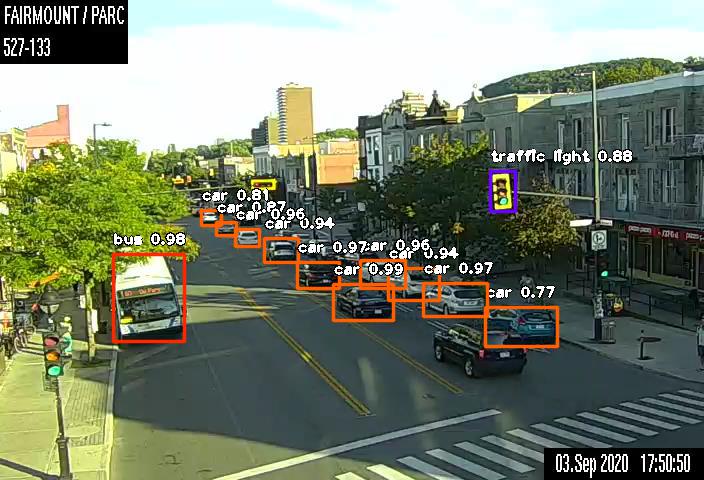 FAIRMOUNT / PARC
527-133
traffic light 0.88
car 0.81
car 0.87
car 0.96
car 0.94
bus 0.98
car 0.97
car 0.96
car 0.94
car 0.99
car 0.97
car 0.77
03.Sep 2020 17:50:50